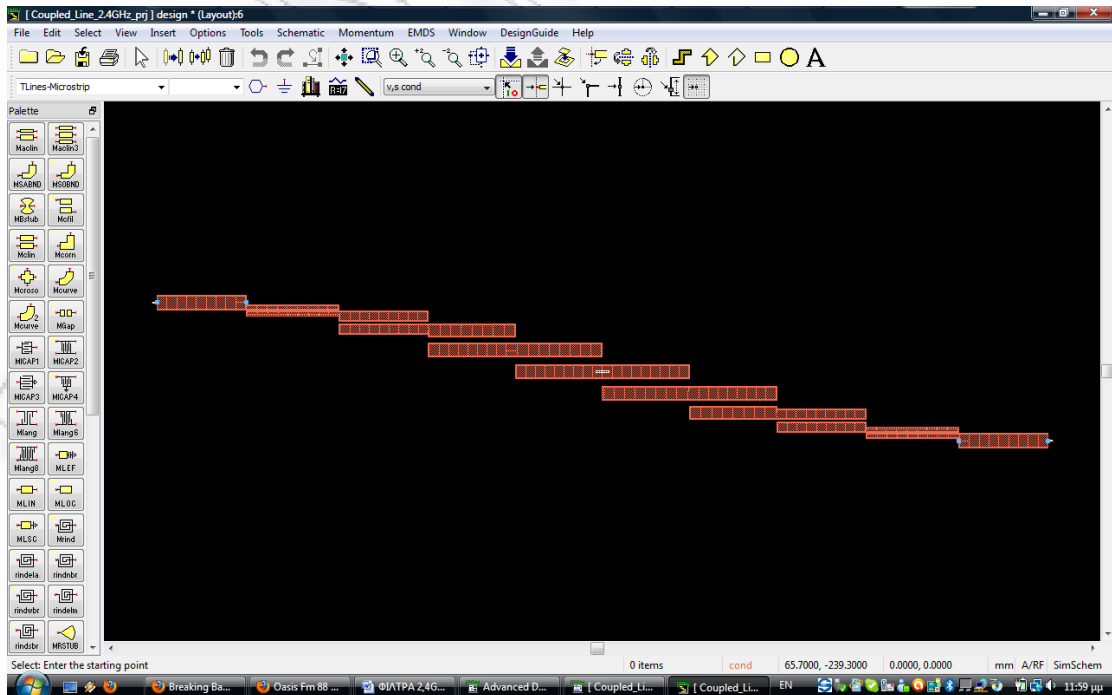 [ Coupled_Line_2.4GHz_prj ] design * (Layout):6
File Edit Select View Insert Options Tools Schematic Momentum EMDS Window DesignGuide Help
TLines-Microstrip
v,s cond
Palette
Maclin Maclin3
MSABND MSOBND
MBstub Mcfil
Mclin Mcorn
Mcroso Mcurve
Mcurve MGap
MICAP1 MICAP2
MICAP3 MICAP4
Mlang Mlang6
Mlang8 MLEF
MLIN MLOC
MLSC Mrind
rindela rindnbr
rindwbr rindelm
rindsbr MRSTUB
Select: Enter the starting point 0 items cond 65.7000, -239.3000 0.0000, 0.0000 mm A/RF SimSchem
Breaking Ba... Oasis Fm 88 ... ΦΙΛΤΡΑ 2,4G... Advanced D... [ Coupled_Li... [ Coupled_Li... EN 11:59 μμ